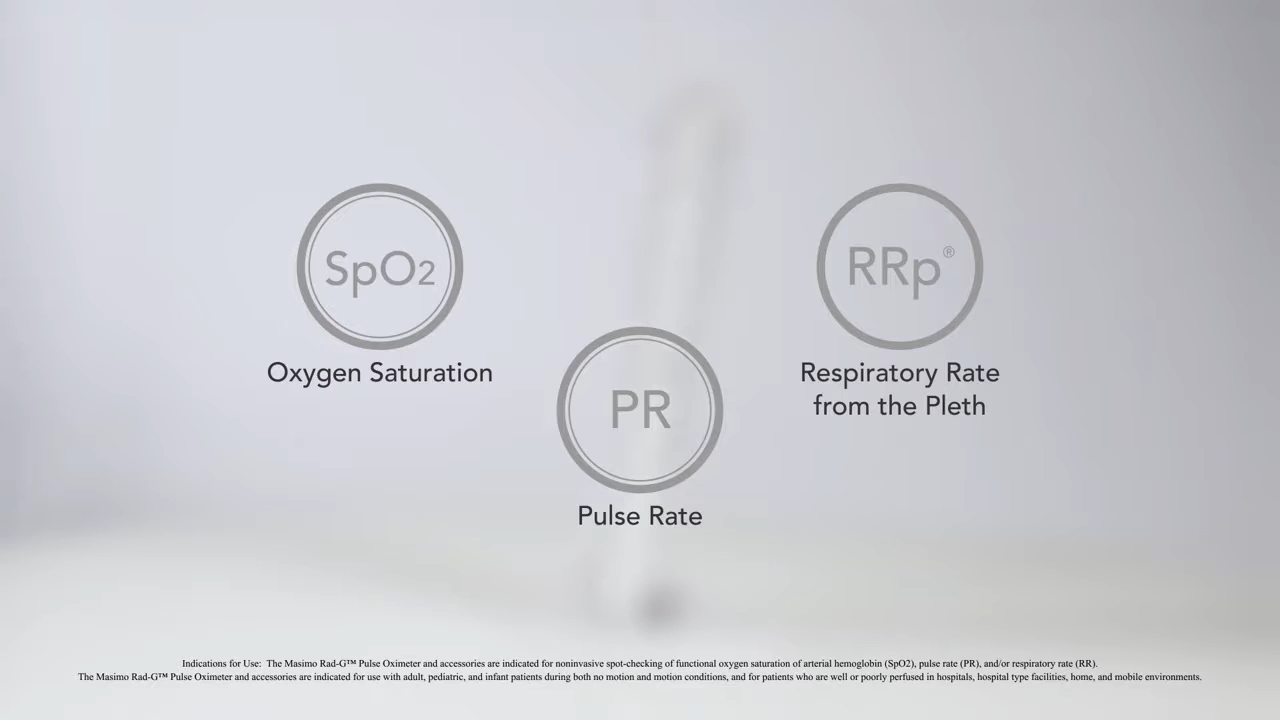 SpO2
Oxygen Saturation
PR
Pulse Rate
RRp®
Respiratory Rate
from the Pleth
Indications for Use: The Masimo Rad-G™ Pulse Oximeter and accessories are indicated for noninvasive spot-checking of functional oxygen saturation of arterial hemoglobin (SpO2), pulse rate (PR), and/or respiratory rate (RR).
The Masimo Rad-G™ Pulse Oximeter and accessories are indicated for use with adult, pediatric, and infant patients during both no motion and motion conditions, and for patients who are well or poorly perfused in hospitals, hospital type facilities, home, and mobile environments.